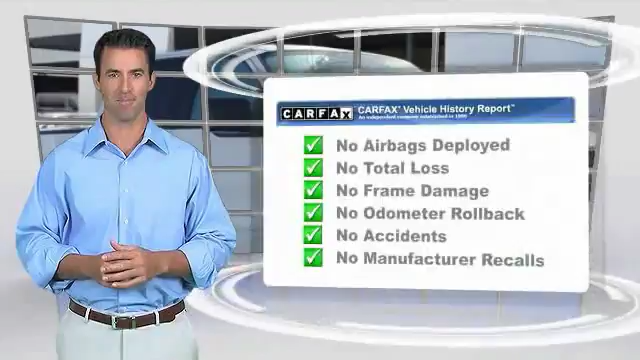 CARFAX CARFAX® Vehicle History Report™
An independent company established in 1986
No Airbags Deployed
No Total Loss
No Frame Damage
No Odometer Rollback
No Accidents
No Manufacturer Recalls